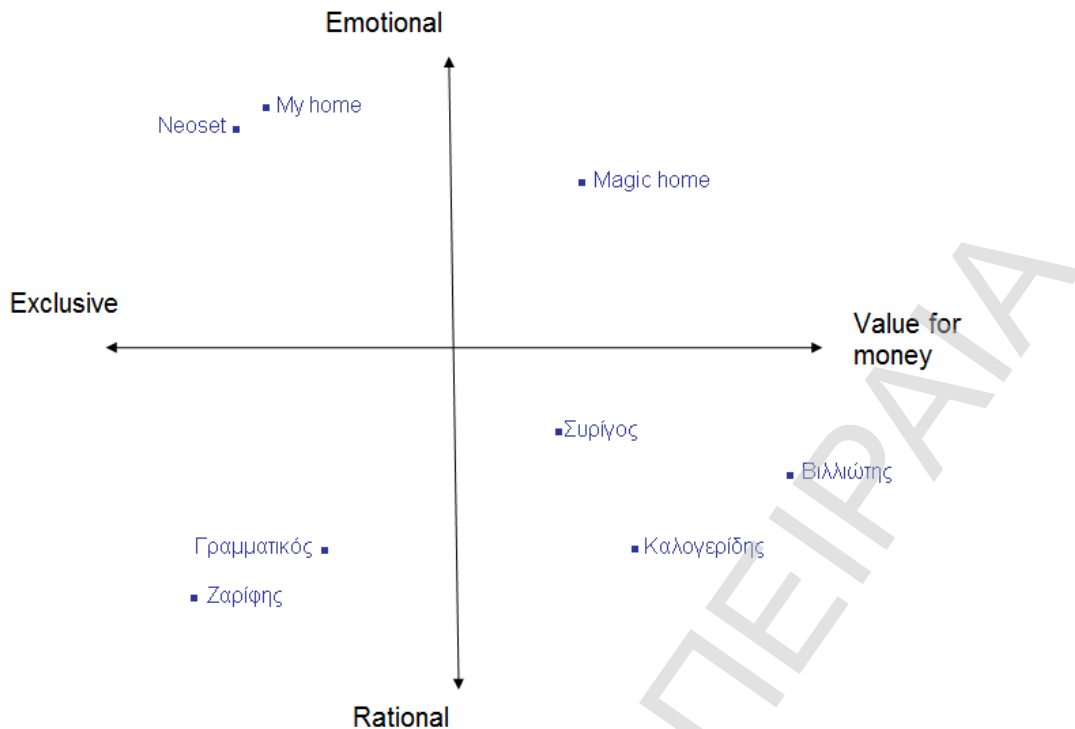 Emotional
My home
Neoset
Magic home
Exclusive
Value for
money
Συρίγος
Βιλλιώτης
Γραμματικός
Καλογερίδης
Ζαρίφης
Rational
ΠΕΙΡΑΙΑ